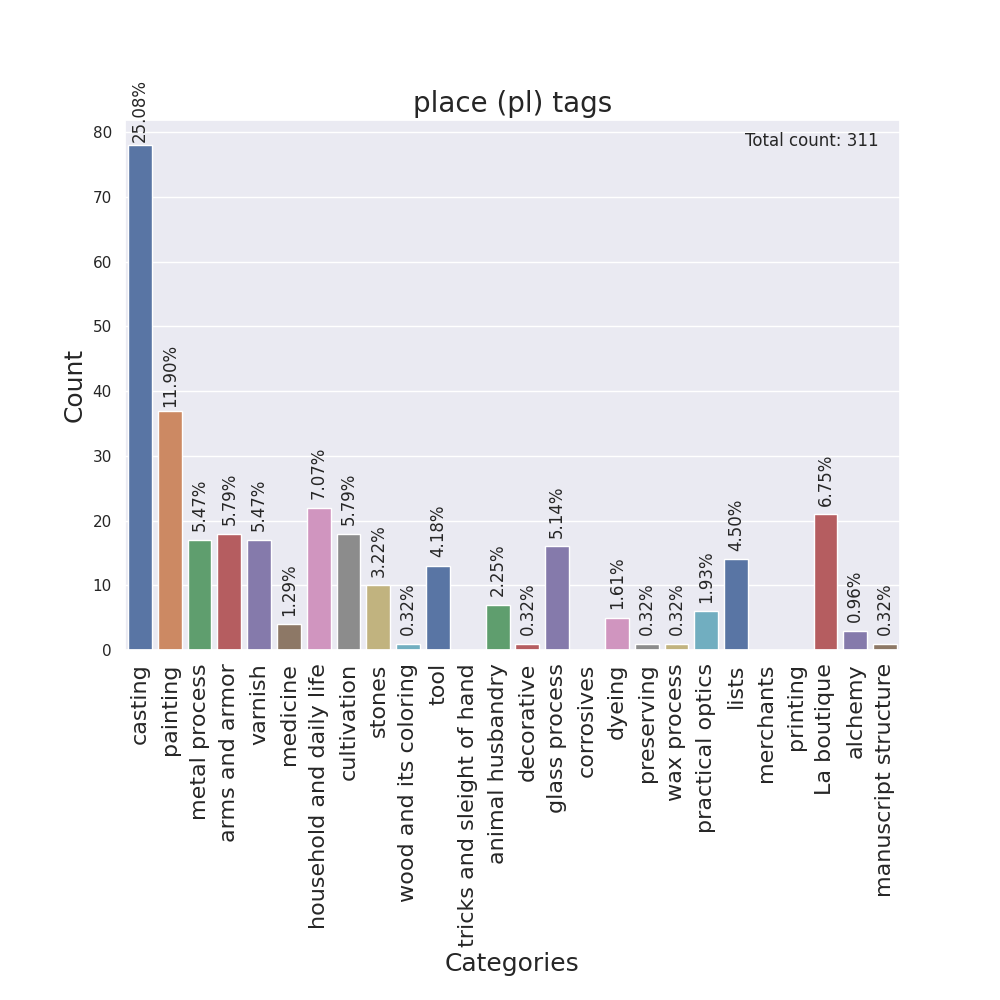 place (pl) tags
Total count: 311
Count
80
70
60
50
40
30
20
10
0
25.08%
11.90%
5.47%
5.79%
5.47%
1.29%
7.07%
5.79%
3.22%
0.32%
4.18%
2.25%
0.32%
5.14%
1.61%
0.32%
0.32%
1.93%
4.50%
6.75%
0.96%
0.32%
casting
painting
metal process
arms and armor
varnish
medicine
household and daily life
cultivation
stones
wood and its coloring
tool
tricks and sleight of hand
animal husbandry
decorative
glass process
corrosives
dyeing
preserving
wax process
practical optics
lists
merchants
printing
La boutique
alchemy
manuscript structure
Categories